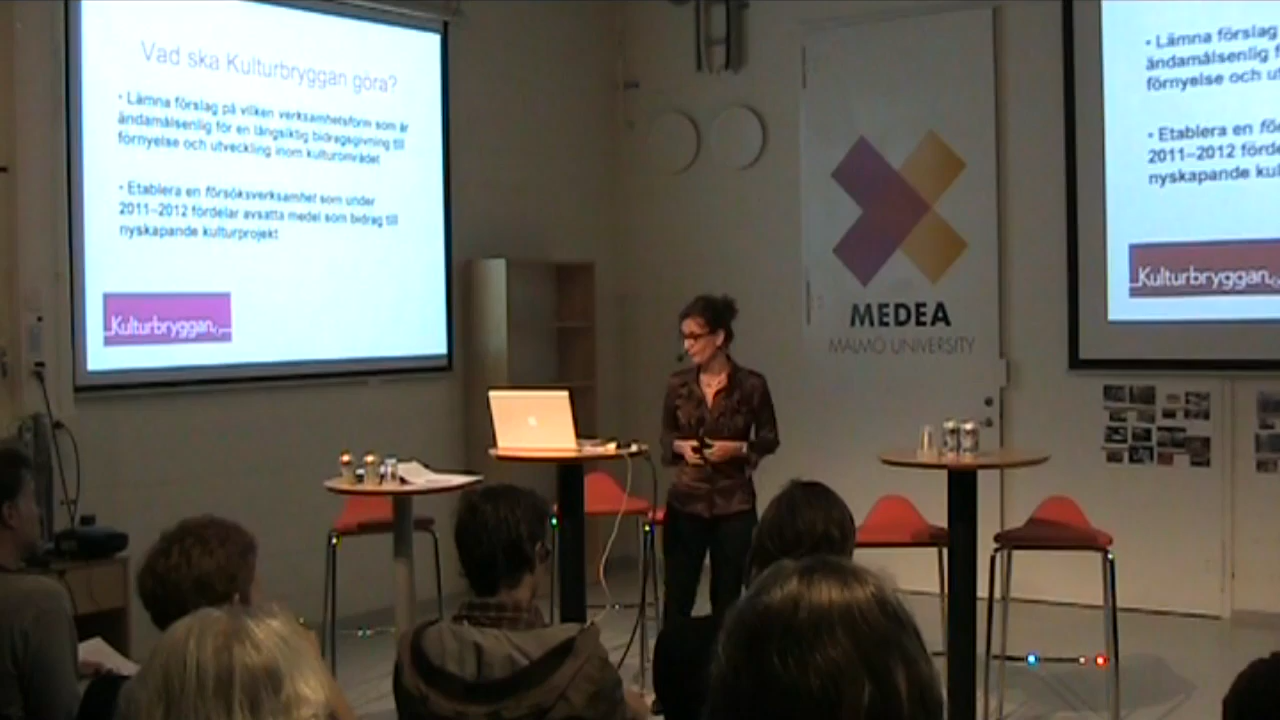 Vad ska Kulturbryggan göra?
• Lämna förslag på vilken verksamhetsform som är
ändamålsenlig för en långsiktig bidragsgivning till
förnyelse och utveckling inom kulturområdet
• Etablera en försöksverksamhet som under
2011–2012 fördelar avsatta medel som bidrag till
nyskapande kulturprojekt
Kulturbryggan
MEDEA
MALMÖ UNIVERSITY
• Lämna förslag
ändamålsenlig f
förnyelse och ut
• Etablera en för
2011–2012 förde
nyskapande kul
Kulturbryggan